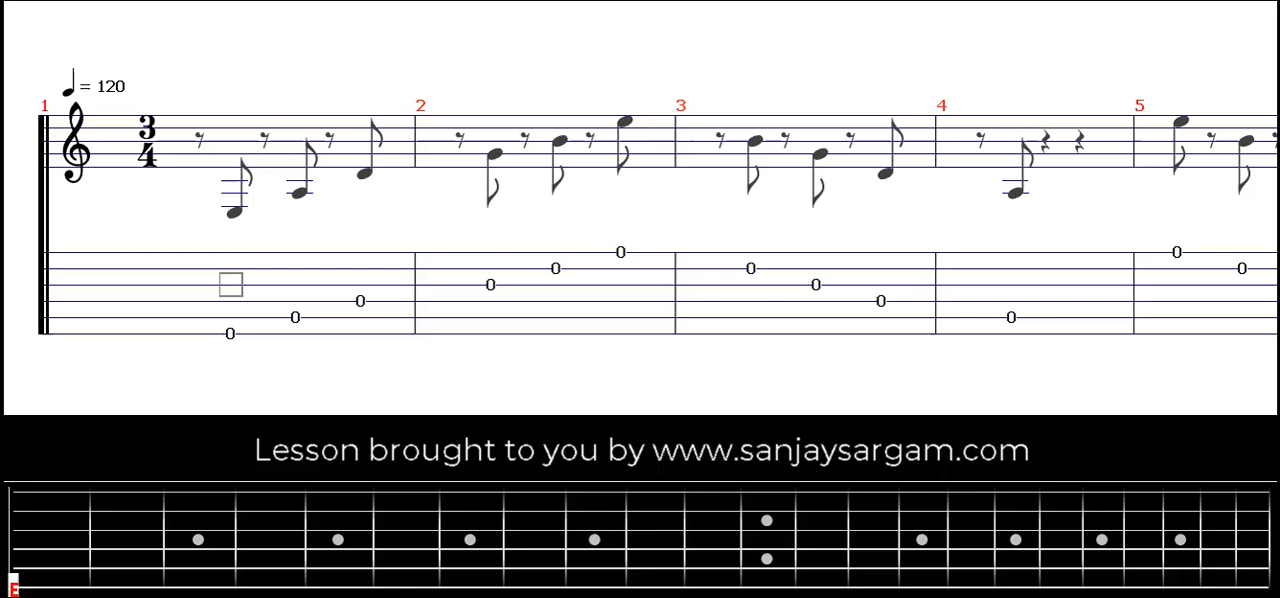 = 120
1 2 3 4 5
3
4
0 0 0 0 0 0 0 0 0 0 0 0
Lesson brought to you by www.sanjaysargam.com
E